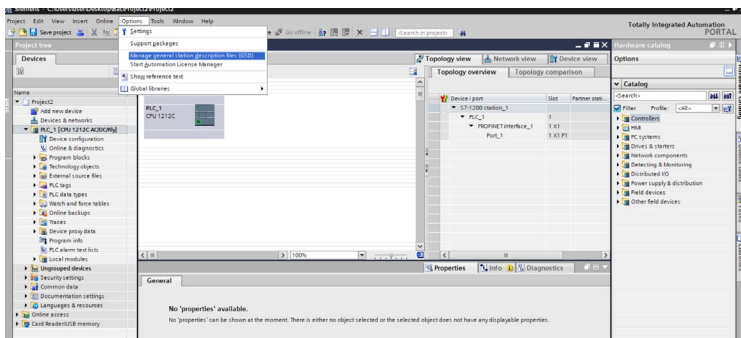 Siemens - C:\Users\User\Desktop\BacProject2\Project2
Project Edit View Insert Online Options Tools Window Help
Totally Integrated Automation
PORTAL
Save project
Go offline
<Search in project>
Settings
Support packages
Manage general station description files (GSD)
Start Automation License Manager
Show reference text
Global libraries
Project tree
Devices
Name
Project2
Add new device
Devices & networks
PLC_1 [CPU 1212C AC/DC/Rly]
Device configuration
Online & diagnostics
Program blocks
Technology objects
External source files
PLC tags
PLC data types
Watch and force tables
Online backups
Traces
Device proxy data
Program info
PLC alarm text lists
Local modules
Ungrouped devices
Security settings
Common data
Documentation settings
Languages & resources
Online access
Card Reader/USB memory
PLC_1
CPU 1212C
100%
Topology view Network view Device view
Topology overview Topology comparison
Device / port Slot Partner stati...
S7-1200 station_1
PLC_1 1
PROFINET interface_1 1 X1
Port_1 1 X1 P1
Properties Info Diagnostics
General
No 'properties' available.
No 'properties' can be shown at the moment. There is either no object selected or the selected object does not have any displayable properties.
Hardware catalog
Options
Catalog
<Search>
Filter Profile: <All>
Controllers
HMI
PC systems
Drives & starters
Network components
Detecting & Monitoring
Distributed I/O
Power supply & distribution
Field devices
Other field devices
Hardware catalog